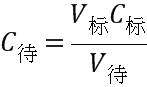 C待 = V标C标 / V待